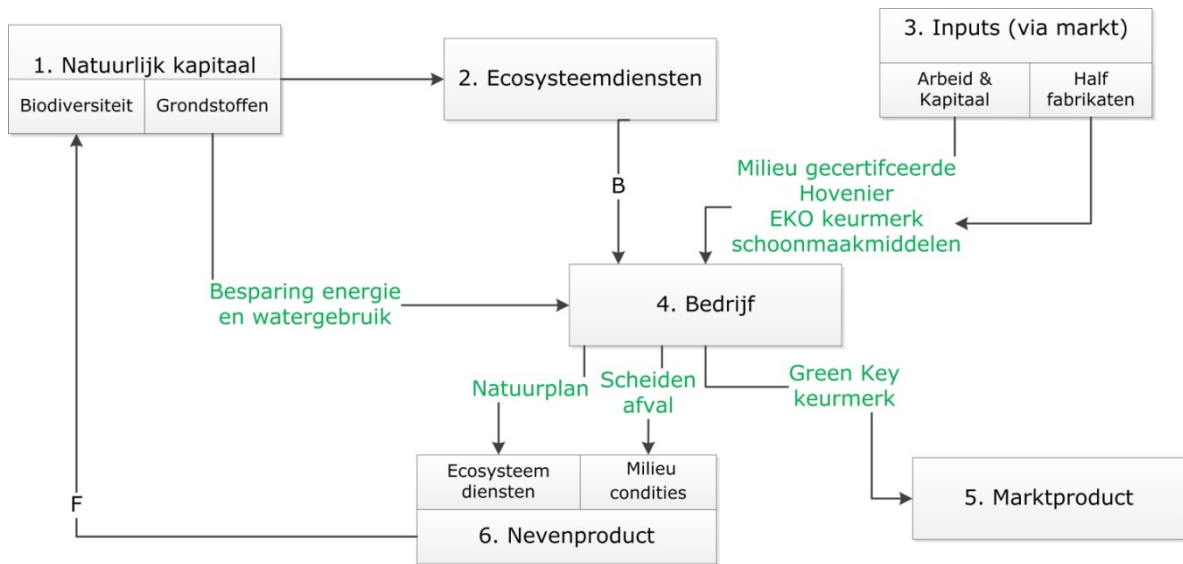 1. Natuurlijk kapitaal
Biodiversiteit
Grondstoffen
2. Ecosysteemdiensten
3. Inputs (via markt)
Arbeid &
Kapitaal
Half
fabrikaten
B
Milieu gecertifceerde
Hovenier
EKO keurmerk
schoonmaakmiddelen
Besparing energie
en watergebruik
4. Bedrijf
Natuurplan
Scheiden
afval
Green Key
keurmerk
Ecosysteem
diensten
Milieu
condities
6. Nevenproduct
5. Marktproduct
F